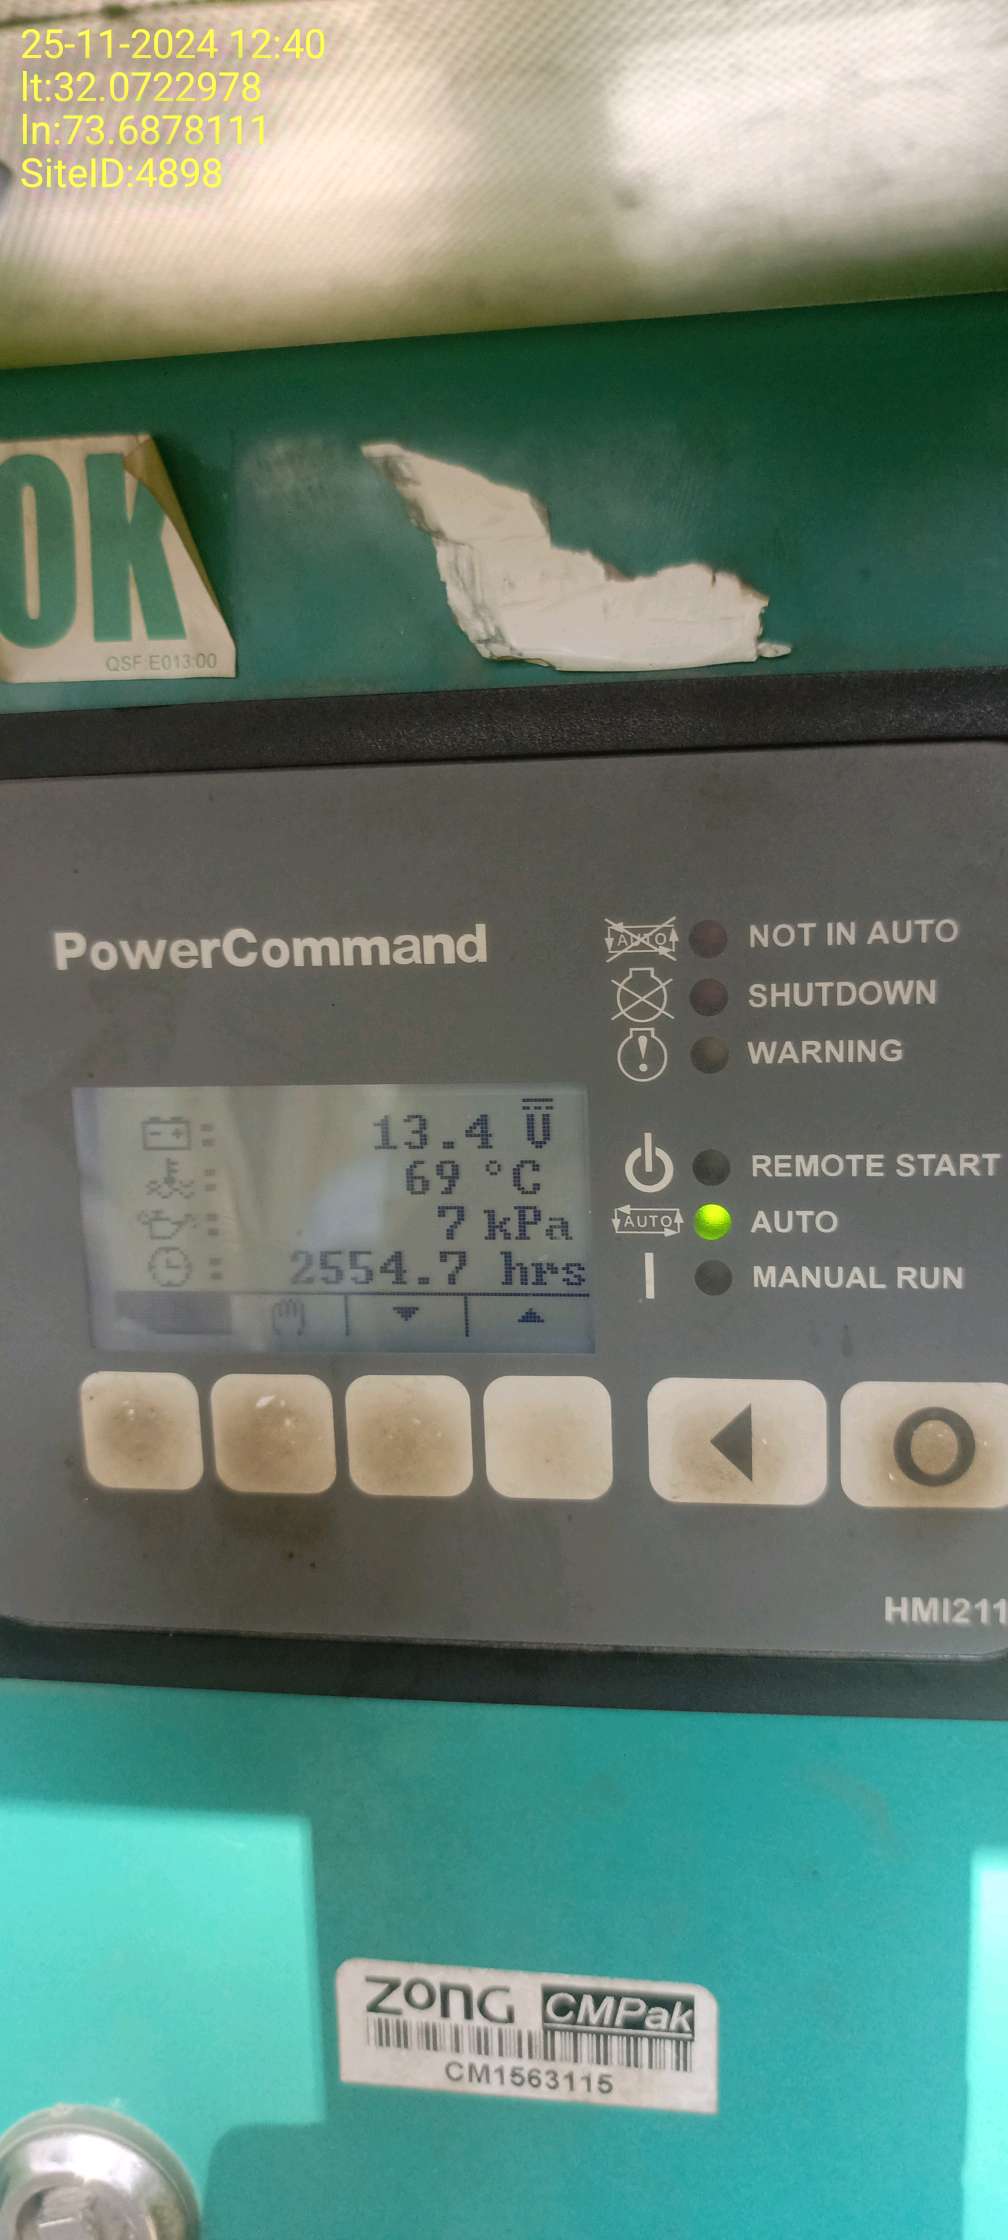 25-11-2024 12:40
lt:32.0722978
ln:73.6878111
SiteID:4898
OK
QSF:E013:00
PowerCommand
AUTO NOT IN AUTO
SHUTDOWN
! WARNING
13.4 V
69 °C
7 kPa
2554.7 hrs
REMOTE START
AUTO AUTO
MANUAL RUN
HMI211
ZONG CMPak
CM1563115